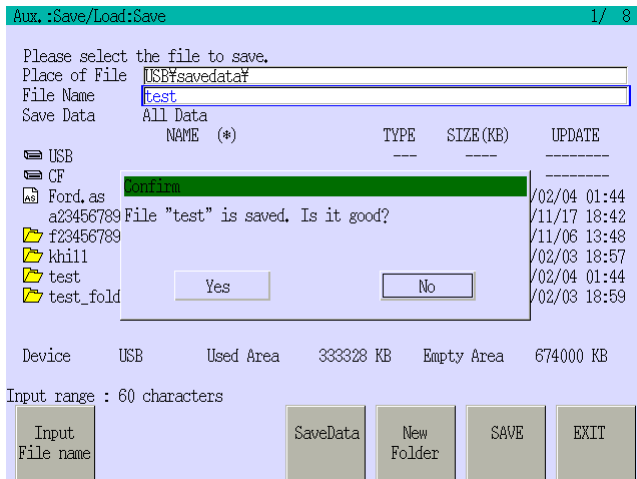 Aux.:Save/Load:Save 1/ 8
Please select the file to save.
Place of File USB¥savedata¥
File Name test
Save Data All Data
NAME (*) TYPE SIZE(KB) UPDATE
USB --- ---- --------
CF --------
Confirm
AS Ford.as /02/04 01:44
a23456789 /11/17 18:42
File "test" is saved. Is it good?
f23456789 /11/06 13:48
khi11 /02/03 18:57
test /02/04 01:44
Yes No
test_fold /02/03 18:59
Device USB Used Area 333328 KB Empty Area 674000 KB
Input range : 60 characters
Input File name
SaveData
New Folder
SAVE
EXIT